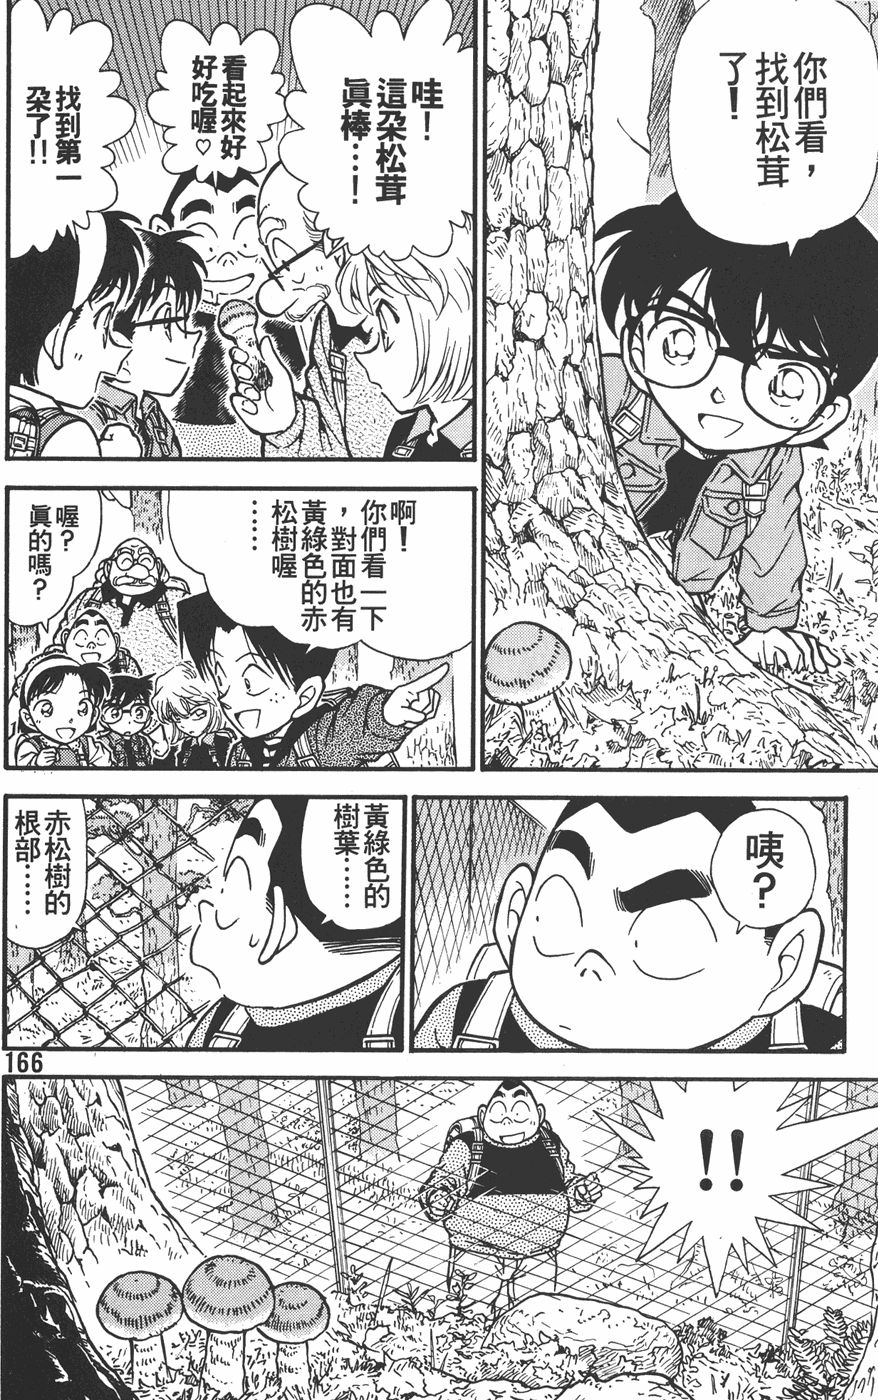 你們看，
找到松茸
了！
哇！
這朵松茸
真棒…！
看起來好
好吃喔♡
找到第一
朵了!!
啊！
你們看一下
，對面也有
黃綠色的赤
松樹喔
……
喔？
真的嗎？
咦？
黃綠色的
樹葉……
赤松樹的
根部……
166
!!